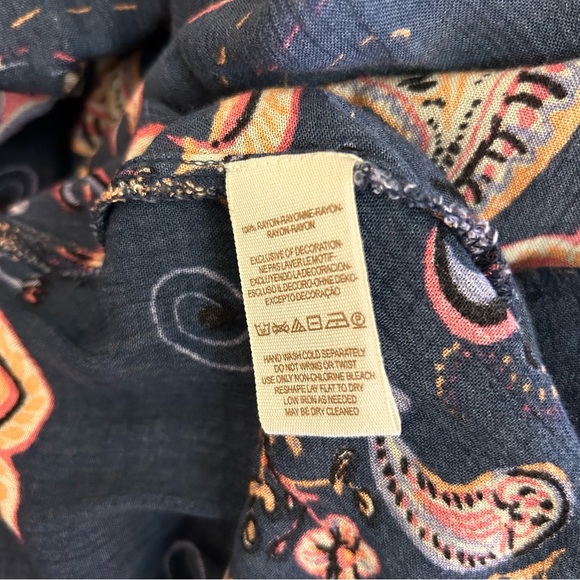 100% RAYON-RAYONNE-RAYON-
RAYON-RAYON
EXCLUSIVE OF DECORATION-
NE PAS LAVER LE MOTIF-
EXCLUYENDO LA DECORACION-
ESCLUSO IL DECORO-OHNE DEKO-
EXCEPTO DECORAÇÃO
HAND WASH COLD SEPARATELY
DO NOT WRING OR TWIST
USE ONLY NON-CHLORINE BLEACH
RESHAPE LAY FLAT TO DRY
LOW IRON AS NEEDED
MAY BE DRY CLEANED